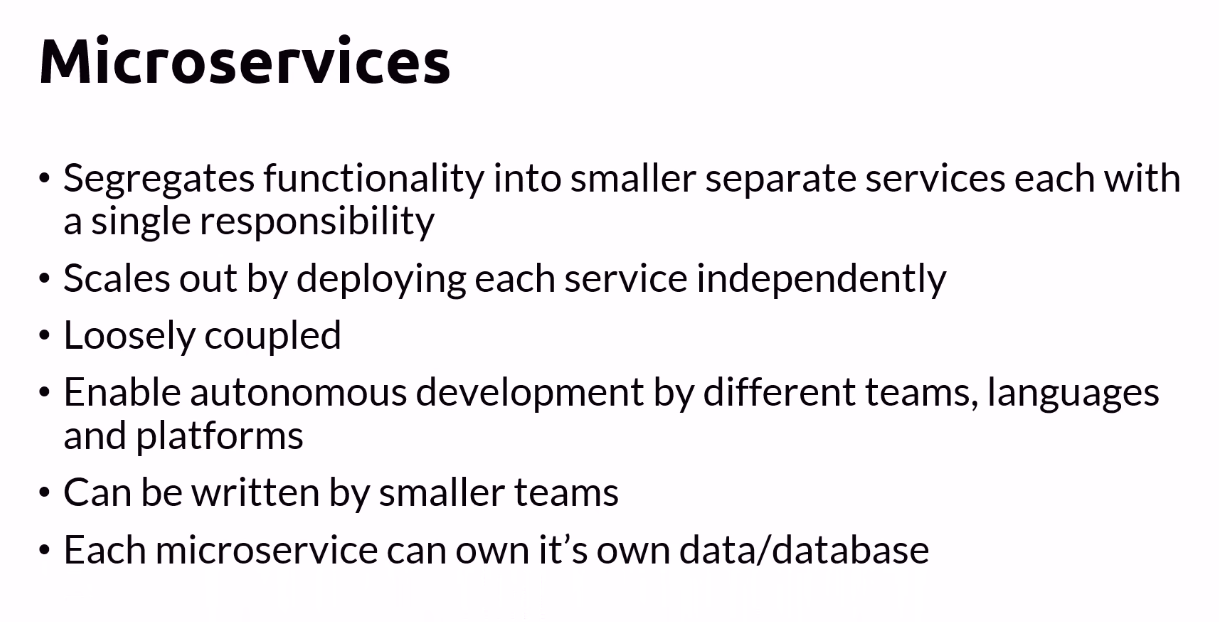 Microservices
• Segregates functionality into smaller separate services each with
a single responsibility
• Scales out by deploying each service independently
• Loosely coupled
• Enable autonomous development by different teams, languages
and platforms
• Can be written by smaller teams
• Each microservice can own it’s own data/database